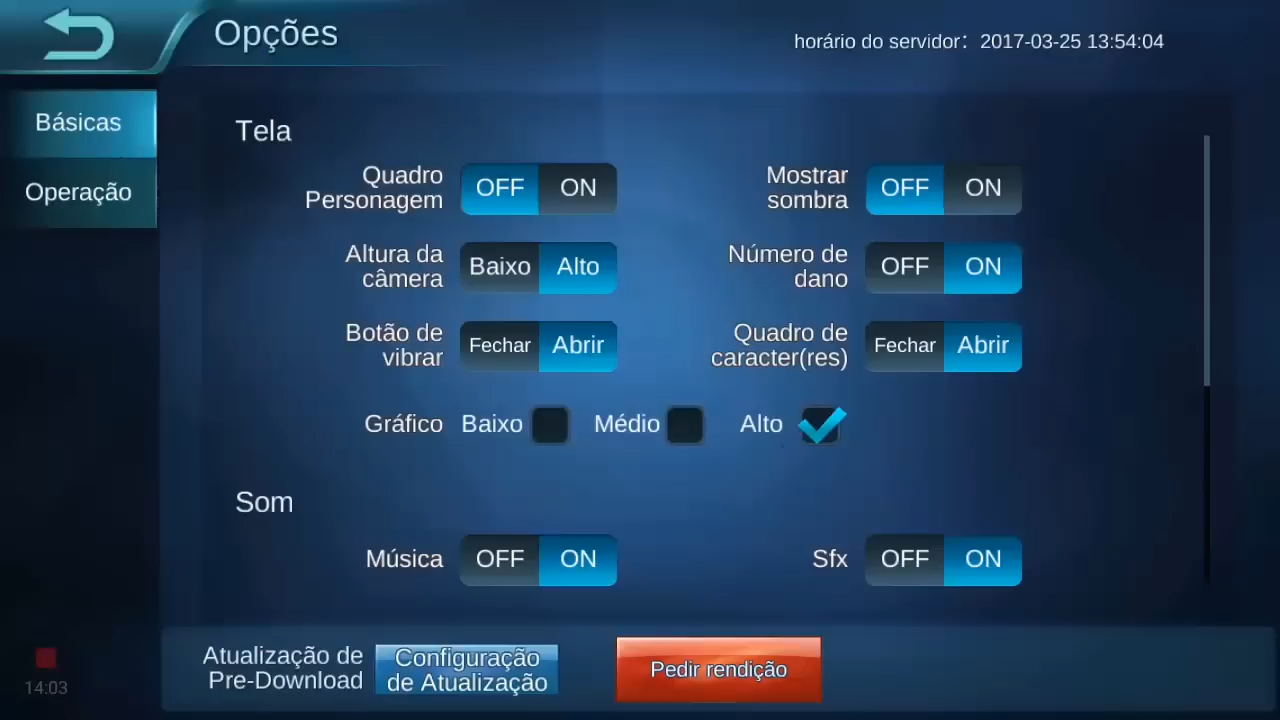 Opções
horário do servidor: 2017-03-25 13:54:04
Básicas
Operação
Tela
Quadro
Personagem
OFF ON
Mostrar
sombra
OFF ON
Altura da
câmera
Baixo Alto
Número de
dano
OFF ON
Botão de
vibrar
Fechar Abrir
Quadro de
caracter(res)
Fechar Abrir
Gráfico Baixo Médio Alto
Som
Música OFF ON
Sfx OFF ON
Atualização de
Pre-Download
Configuração
de Atualização
Pedir rendição
14:03